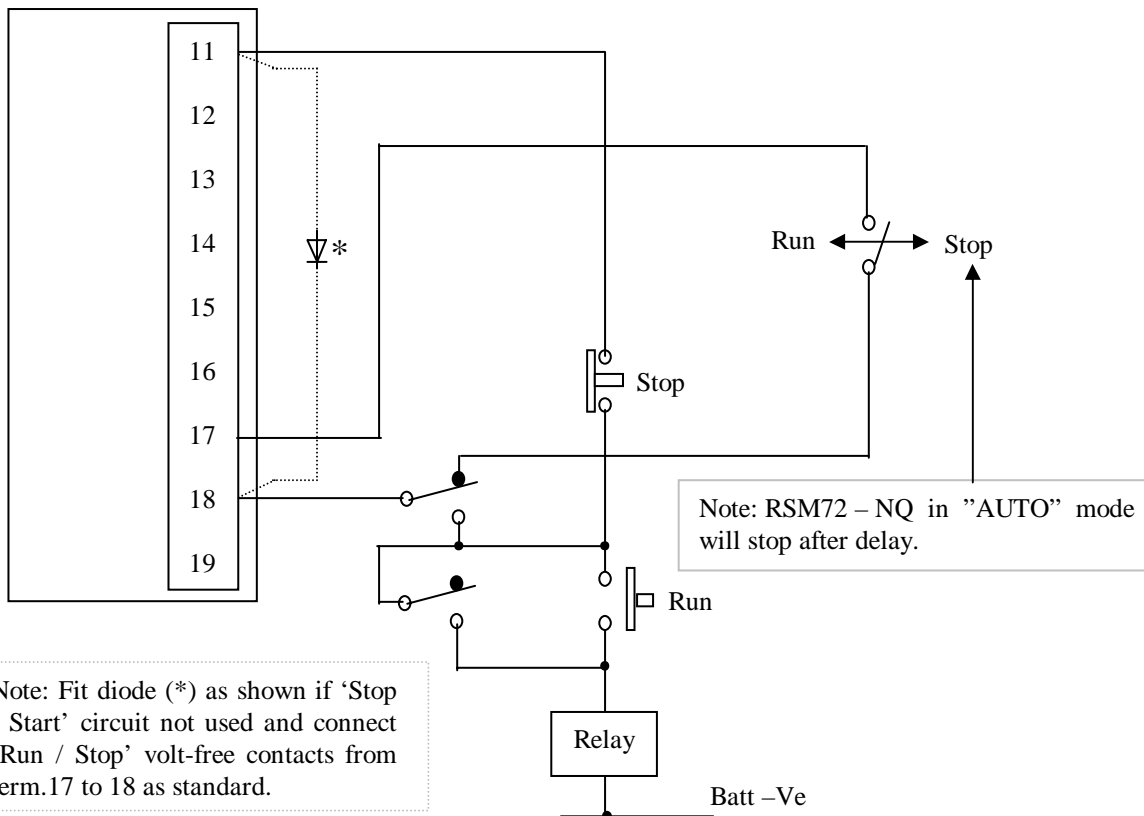 11
12
13
14
15
16
17
18
19
*
Run
Stop
Stop
Note: RSM72 – NQ in ”AUTO” mode
will stop after delay.
Run
Note: Fit diode (*) as shown if ‘Stop
Start’ circuit not used and connect
Run / Stop’ volt-free contacts from
term.17 to 18 as standard.
Relay
Batt –Ve